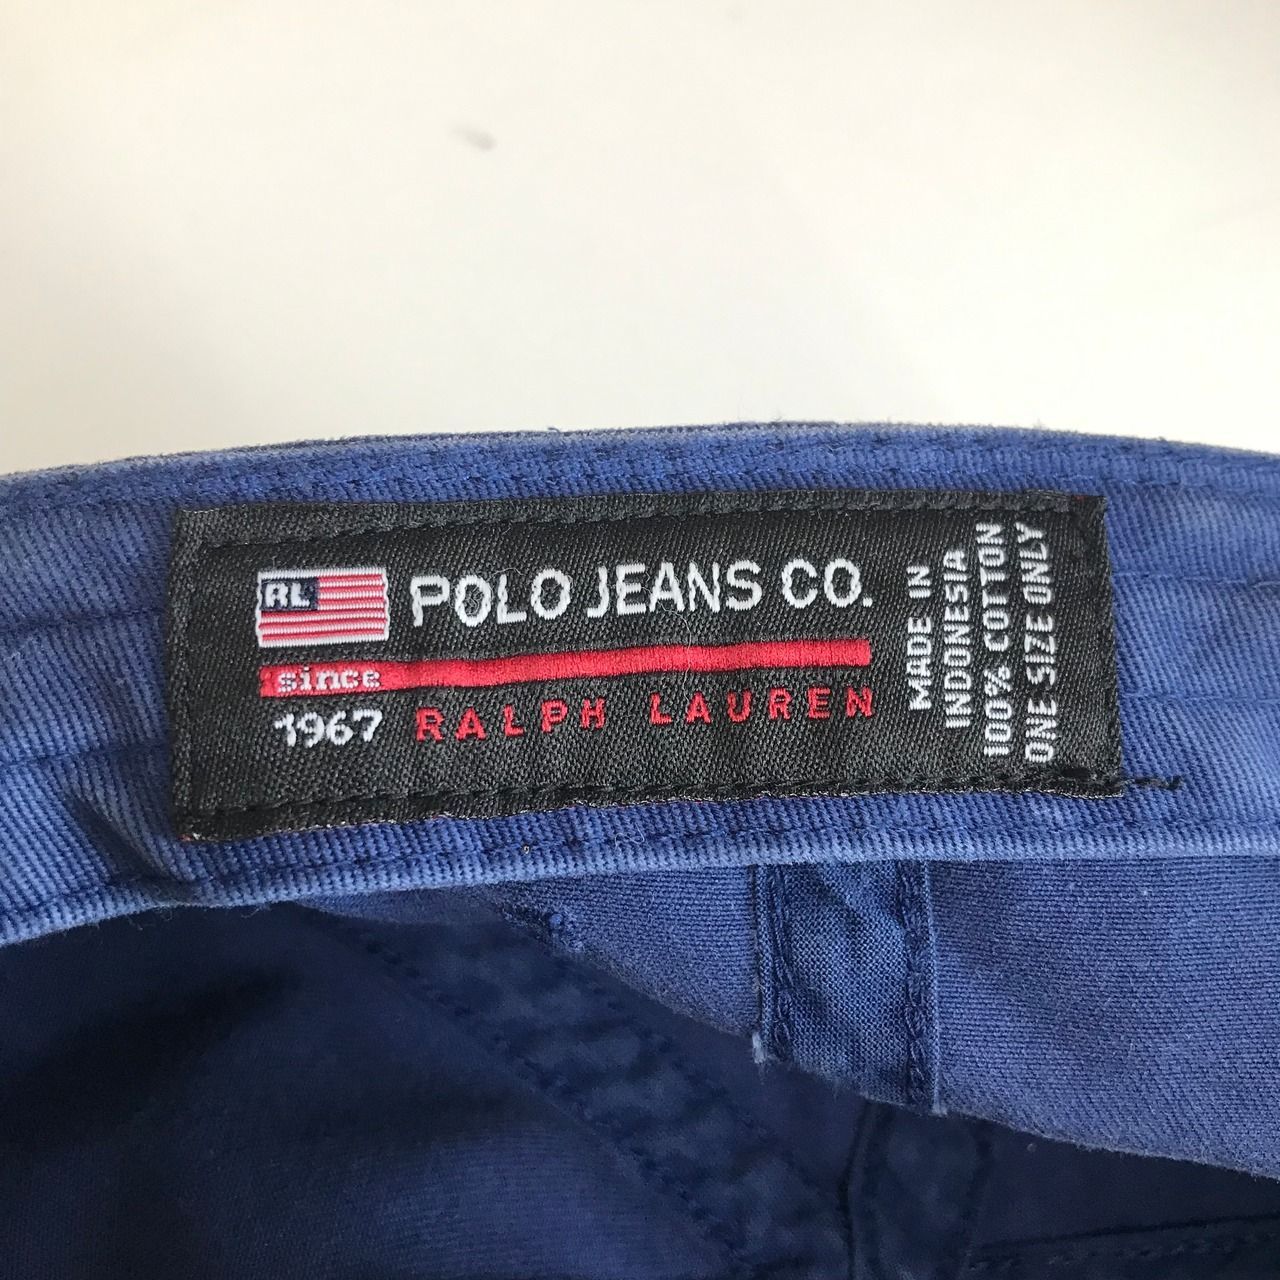 RL
POLO JEANS CO.
since
1967 RALPH LAUREN
MADE IN
INDONESIA
100% COTTON
ONE SIZE ONLY